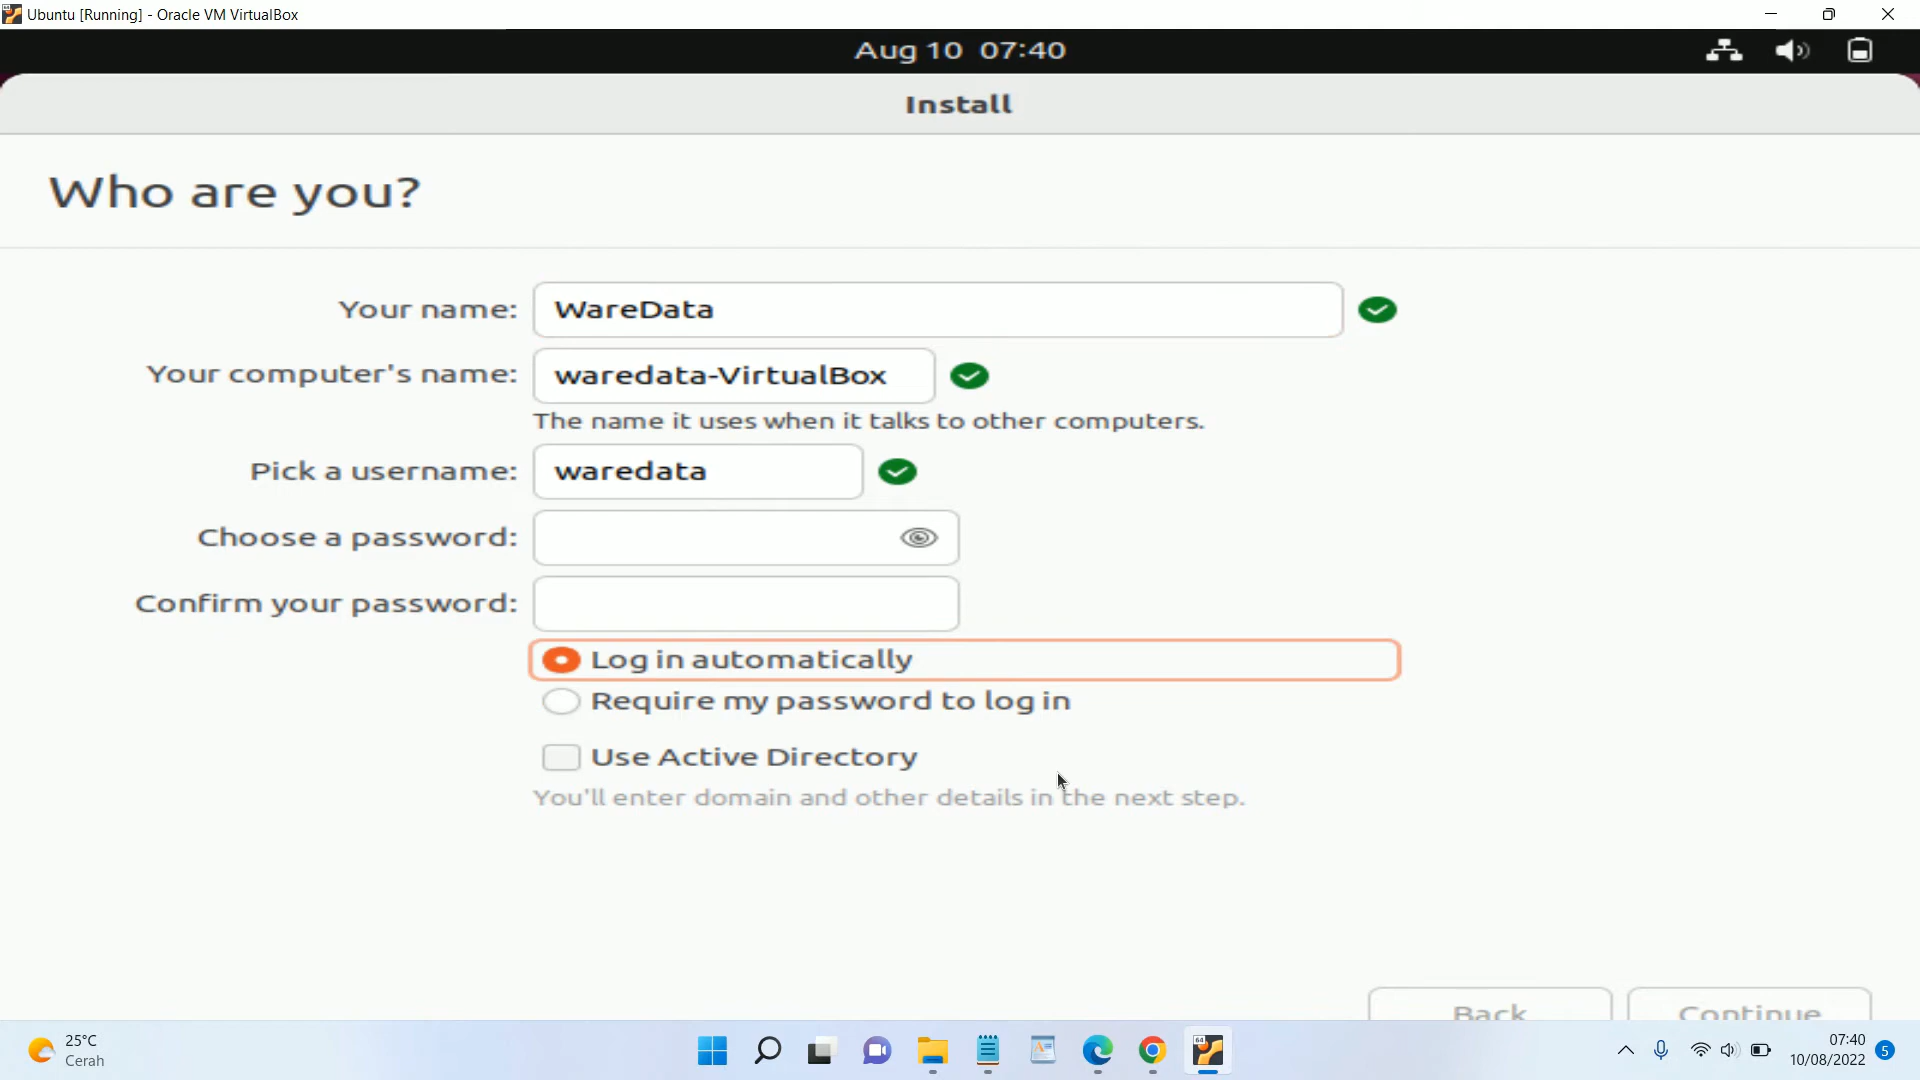 Ubuntu [Running] - Oracle VM VirtualBox
Aug 10 07:40
Install
Who are you?
Your name: WareData
Your computer's name: waredata-VirtualBox
The name it uses when it talks to other computers.
Pick a username: waredata
Choose a password:
Confirm your password:
Log in automatically
Require my password to log in
Use Active Directory
You'll enter domain and other details in the next step.
Back Continue
25°C
Cerah
64
07:40
10/08/2022
5